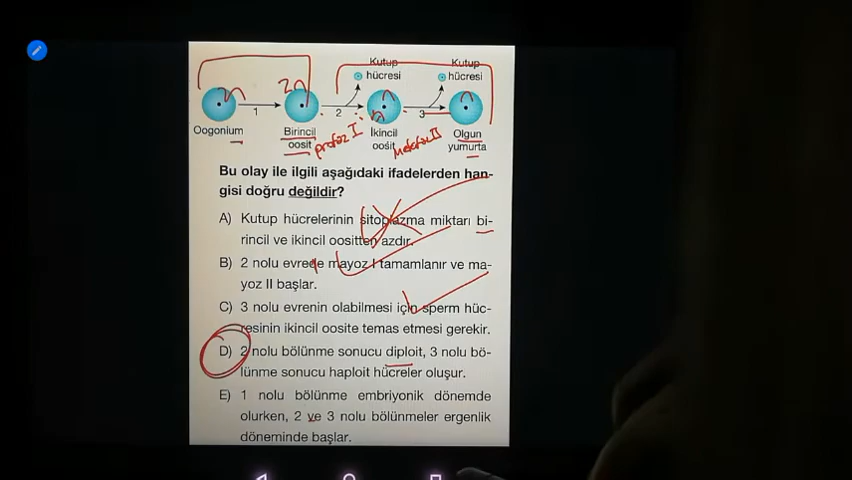 Kutup Kutup
hücresi hücresi
2n 2n n n
1 2 3
Oogonium Birincil İkincil Olgun
oosit oosit yumurta
profaz I Metafaz II
Bu olay ile ilgili aşağıdaki ifadelerden han-
gisi doğru değildir?
A) Kutup hücrelerinin sitoplazma miktarı bi-
rincil ve ikincil oositten azdır.
B) 2 nolu evrede mayoz I tamamlanır ve ma-
yoz II başlar.
C) 3 nolu evrenin olabilmesi için sperm hüc-
resinin ikincil oosite temas etmesi gerekir.
D) 2 nolu bölünme sonucu diploit, 3 nolu bö-
lünme sonucu haploit hücreler oluşur.
E) 1 nolu bölünme embriyonik dönemde
olurken, 2 ve 3 nolu bölünmeler ergenlik
döneminde başlar.